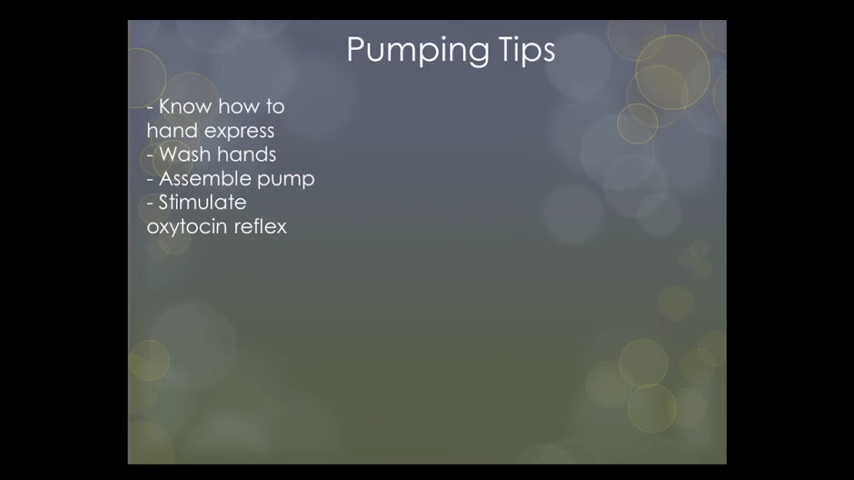 Pumping Tips
- Know how to
hand express
- Wash hands
- Assemble pump
- Stimulate
oxytocin reflex